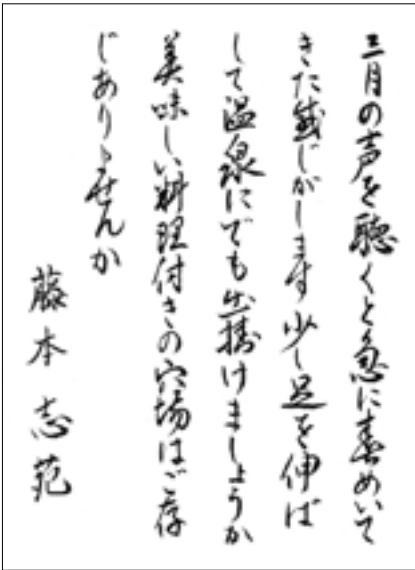 三月の声を聴くと急に春めいて
きた感じがします少し足を伸ば
して温泉にでも出掛けましょうか
美味しい料理付きの穴場はご存
じありませんか
藤本志苑